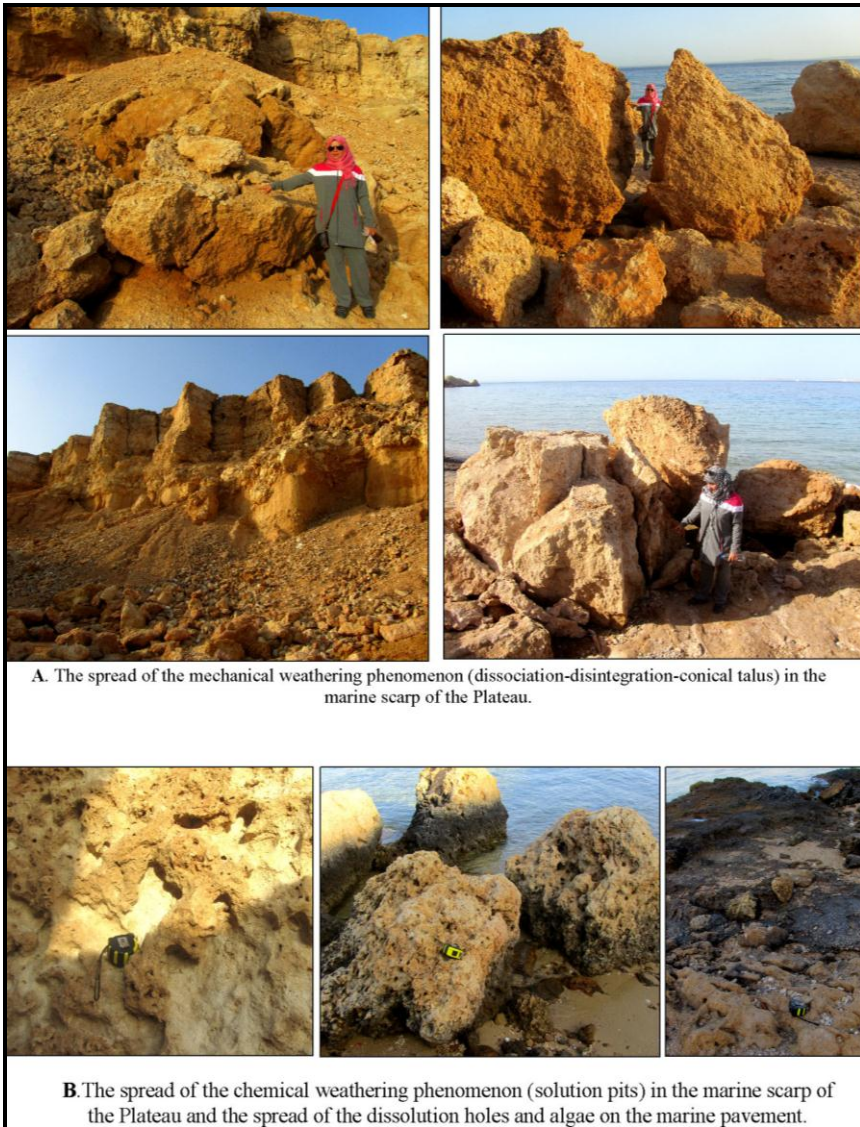 A. The spread of the mechanical weathering phenomenon (dissociation-disintegration-conical talus) in the
marine scarp of the Plateau.
B.The spread of the chemical weathering phenomenon (solution pits) in the marine scarp of
the Plateau and the spread of the dissolution holes and algae on the marine pavement.